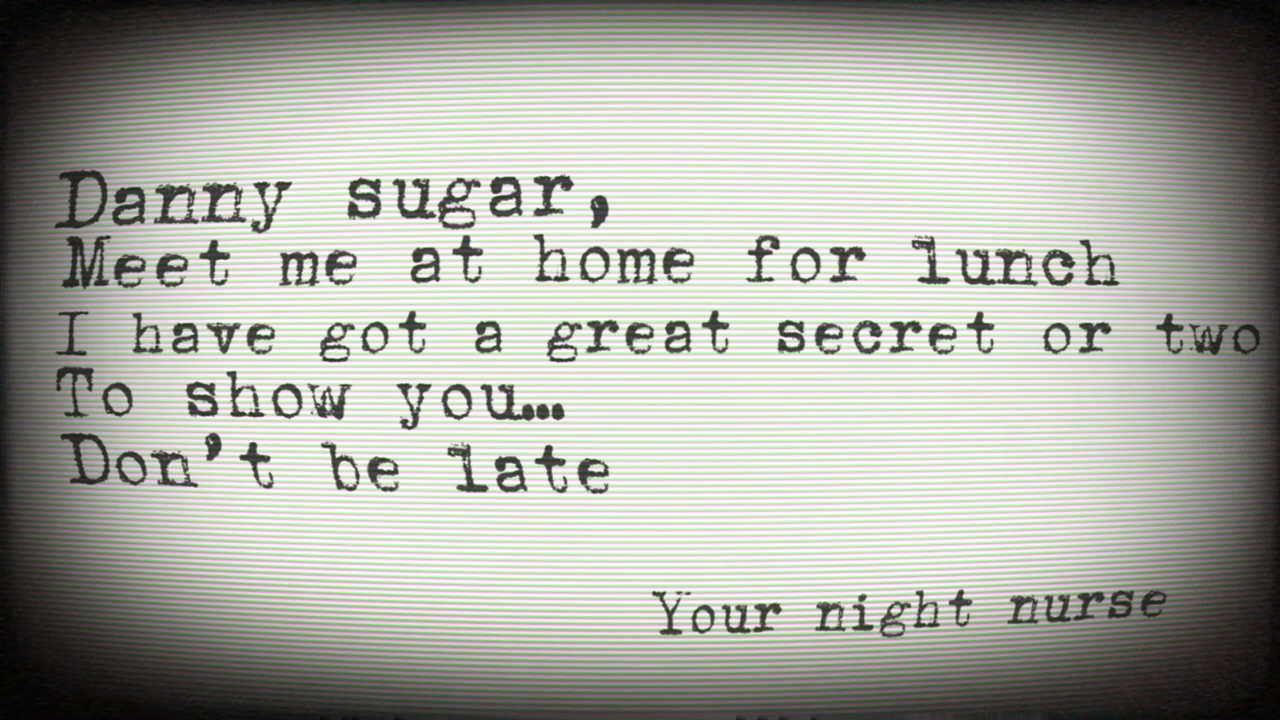 Danny sugar,
Meet me at home for lunch
I have got a great secret or two
To show you…
Don't be late
Your night nurse